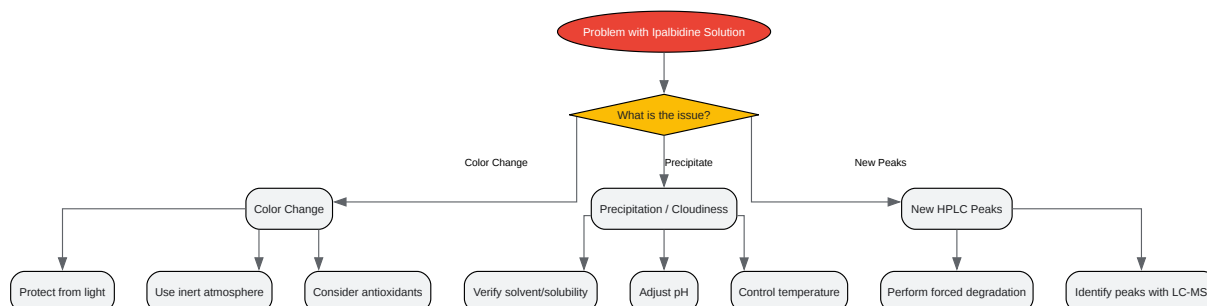 Problem with Ipalbidine Solution
What is the issue?
Color Change
Precipitate
New Peaks
Color Change
Precipitation / Cloudiness
New HPLC Peaks
Protect from light
Use inert atmosphere
Consider antioxidants
Verify solvent/solubility
Adjust pH
Control temperature
Perform forced degradation
Identify peaks with LC-MS